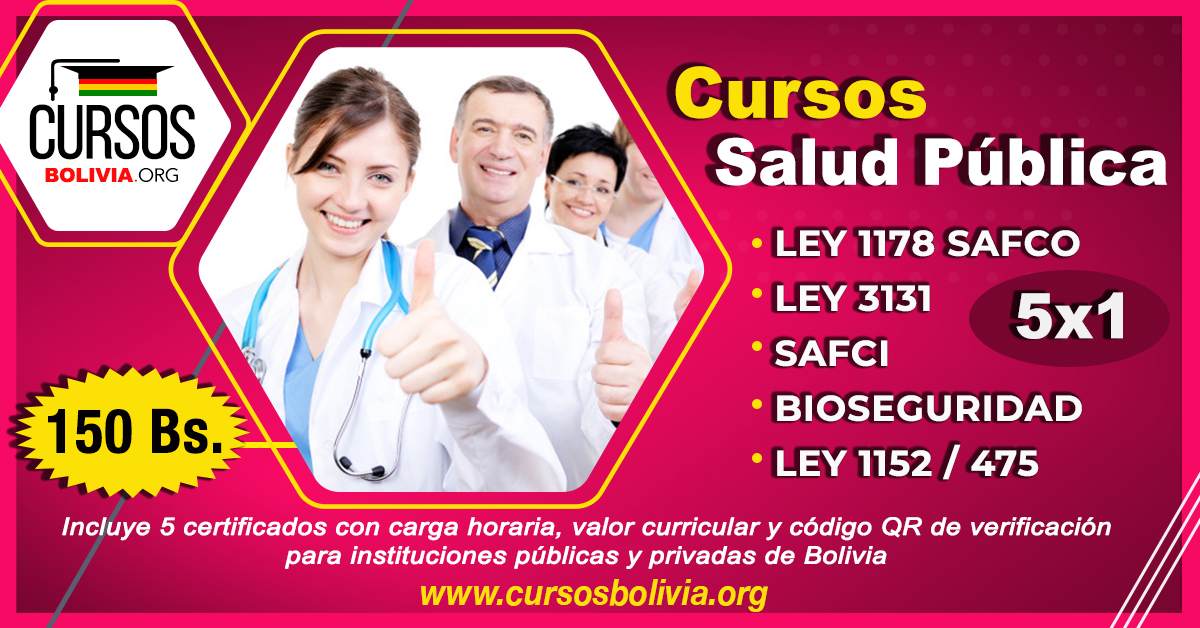 CURSOS
BOLIVIA.ORG
Cursos
Salud Pública
• LEY 1178 SAFCO
• LEY 3131
5x1
• SAFCI
• BIOSEGURIDAD
• LEY 1152 / 475
150 Bs.
Incluye 5 certificados con carga horaria, valor curricular y código QR de verificación
para instituciones públicas y privadas de Bolivia
www.cursosbolivia.org